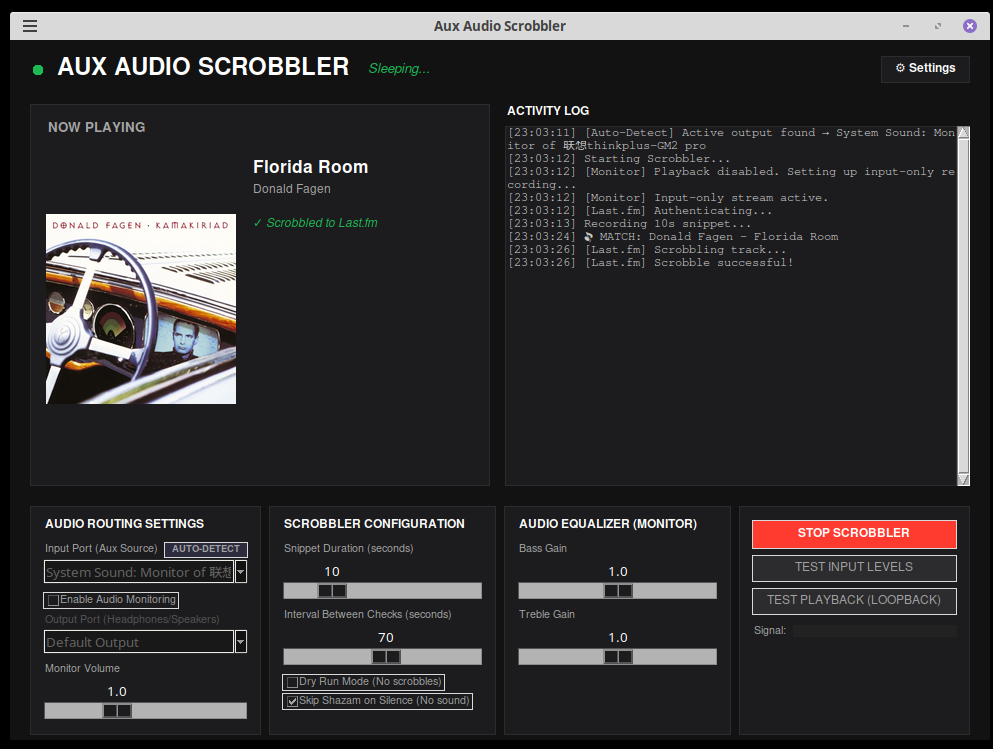 Aux Audio Scrobbler
AUX AUDIO SCROBBLER
Sleeping...
⚙ Settings
NOW PLAYING
Florida Room
Donald Fagen
✓ Scrobbled to Last.fm
DONALD FAGEN · KAMAKIRIAD
ACTIVITY LOG
[23:03:11] [Auto-Detect] Active output found → System Sound: Mon
itor of 联想thinkplus-GM2 pro
[23:03:12] Starting Scrobbler...
[23:03:12] [Monitor] Playback disabled. Setting up input-only re
cording...
[23:03:12] [Monitor] Input-only stream active.
[23:03:12] [Last.fm] Authenticating...
[23:03:13] Recording 10s snippet...
[23:03:24] 🎵 MATCH: Donald Fagen - Florida Room
[23:03:26] [Last.fm] Scrobbling track...
[23:03:26] [Last.fm] Scrobble successful!
AUDIO ROUTING SETTINGS
Input Port (Aux Source)
AUTO-DETECT
System Sound: Monitor of 联想
Enable Audio Monitoring
Output Port (Headphones/Speakers)
Default Output
Monitor Volume
1.0
SCROBBLER CONFIGURATION
Snippet Duration (seconds)
10
Interval Between Checks (seconds)
70
Dry Run Mode (No scrobbles)
Skip Shazam on Silence (No sound)
AUDIO EQUALIZER (MONITOR)
Bass Gain
1.0
Treble Gain
1.0
STOP SCROBBLER
TEST INPUT LEVELS
TEST PLAYBACK (LOOPBACK)
Signal: